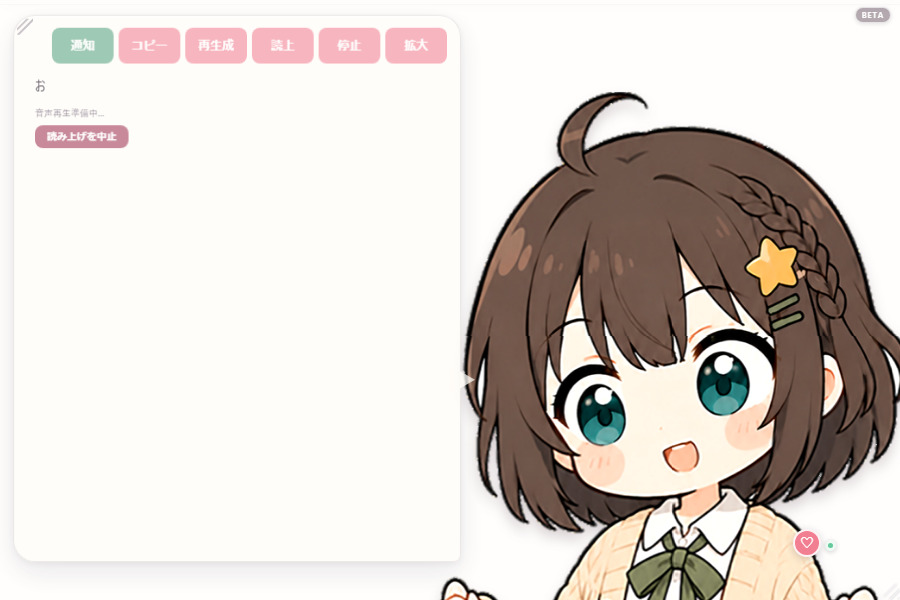 BETA
通知 コピー 再生成 読上 停止 拡大
お
音声再生準備中...
読み上げを中止